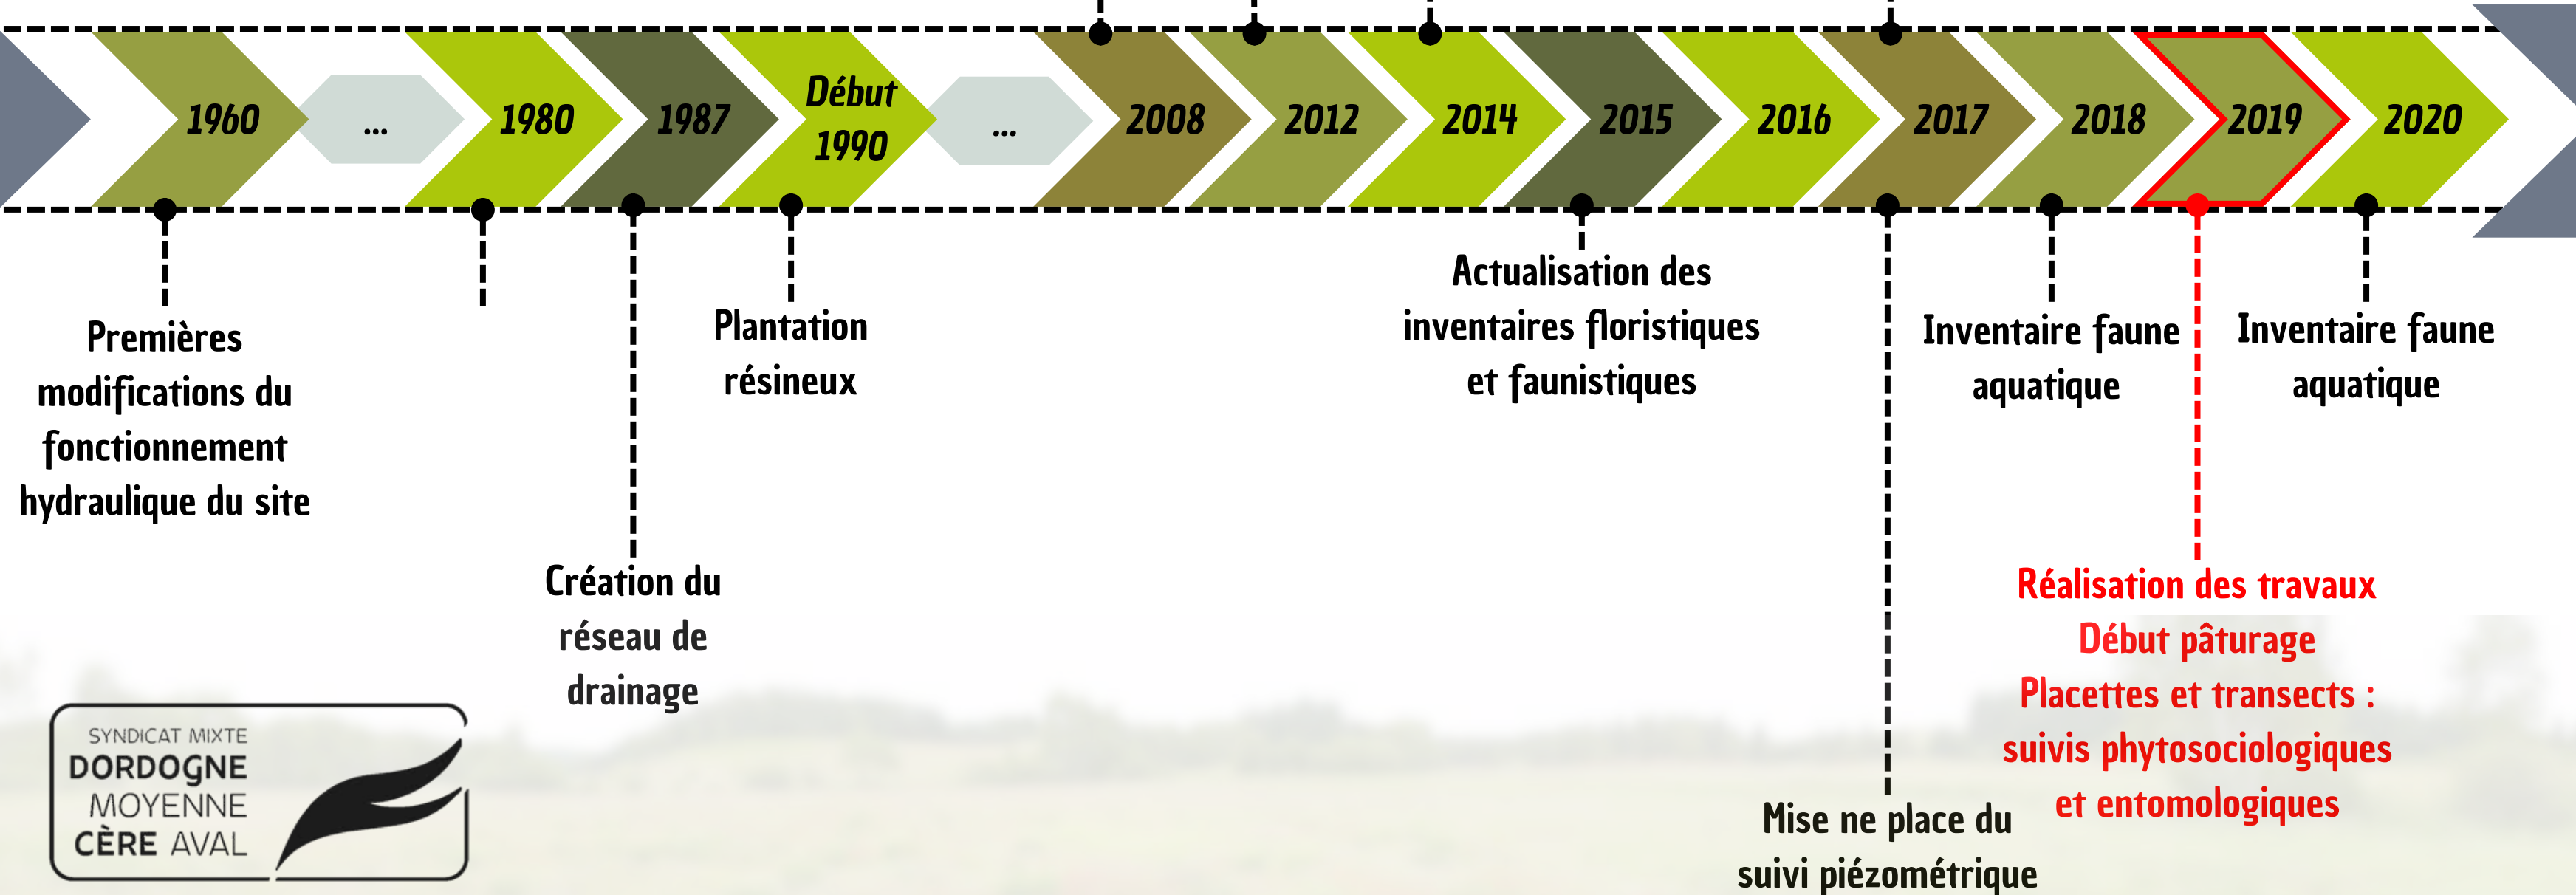 1960
...
1980
1987
Début
1990
...
2008
2012
2014
2015
2016
2017
2018
2019
2020
Premières
modifications du
fonctionnement
hydraulique du site
Création du
réseau de
drainage
Plantation
résineux
Actualisation des
inventaires floristiques
et faunistiques
Mise ne place du
suivi piézométrique
Inventaire faune
aquatique
Réalisation des travaux
Début pâturage
Placettes et transects :
suivis phytosociologiques
et entomologiques
Inventaire faune
aquatique
SYNDICAT MIXTE
DORDOGNE
MOYENNE
CÈRE AVAL